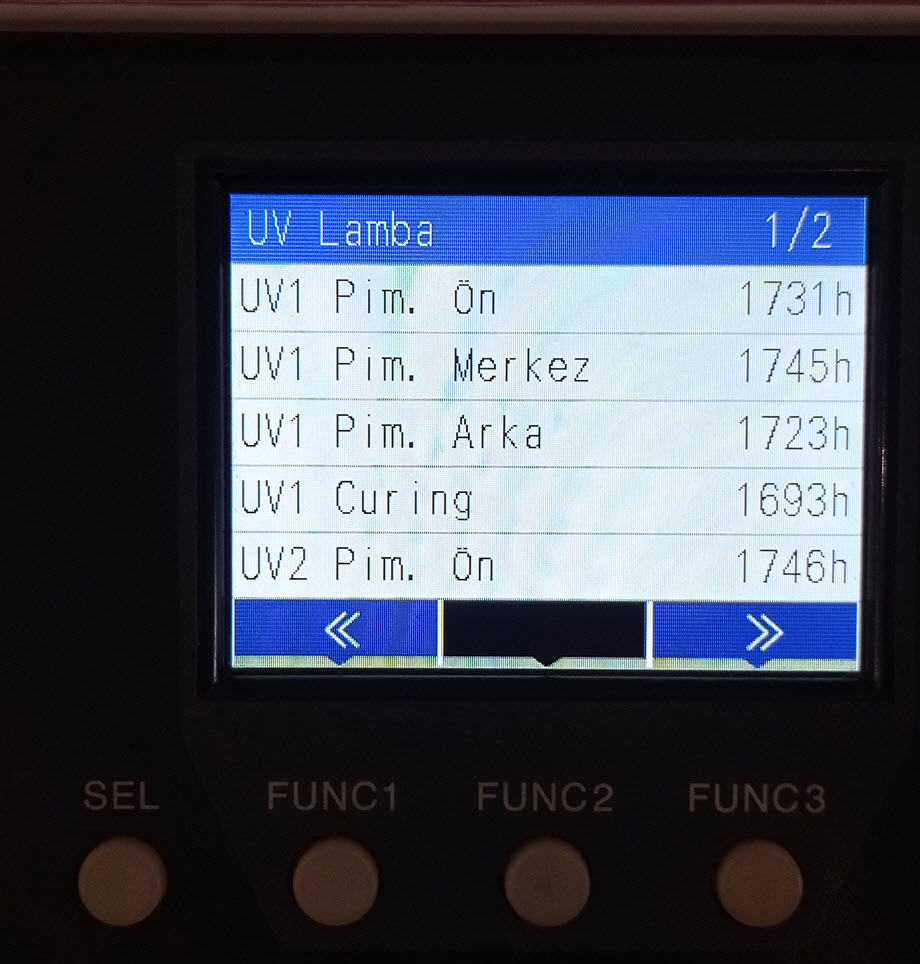 UV Lamba 1/2
UV1 Pim. Ön 1731h
UV1 Pim. Merkez 1745h
UV1 Pim. Arka 1723h
UV1 Curing 1693h
UV2 Pim. Ön 1746h
« »
SEL FUNC1 FUNC2 FUNC3